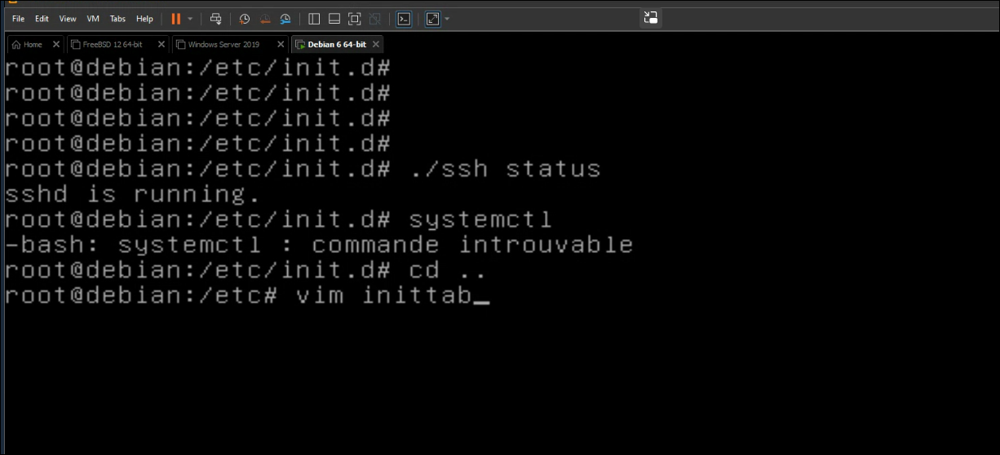 File Edit View VM Tabs Help
Home FreeBSD 12 64-bit Windows Server 2019 Debian 6 64-bit
root@debian:/etc/init.d#
root@debian:/etc/init.d#
root@debian:/etc/init.d#
root@debian:/etc/init.d#
root@debian:/etc/init.d# ./ssh status
sshd is running.
root@debian:/etc/init.d# systemctl
-bash: systemctl : commande introuvable
root@debian:/etc/init.d# cd ..
root@debian:/etc# vim inittab_